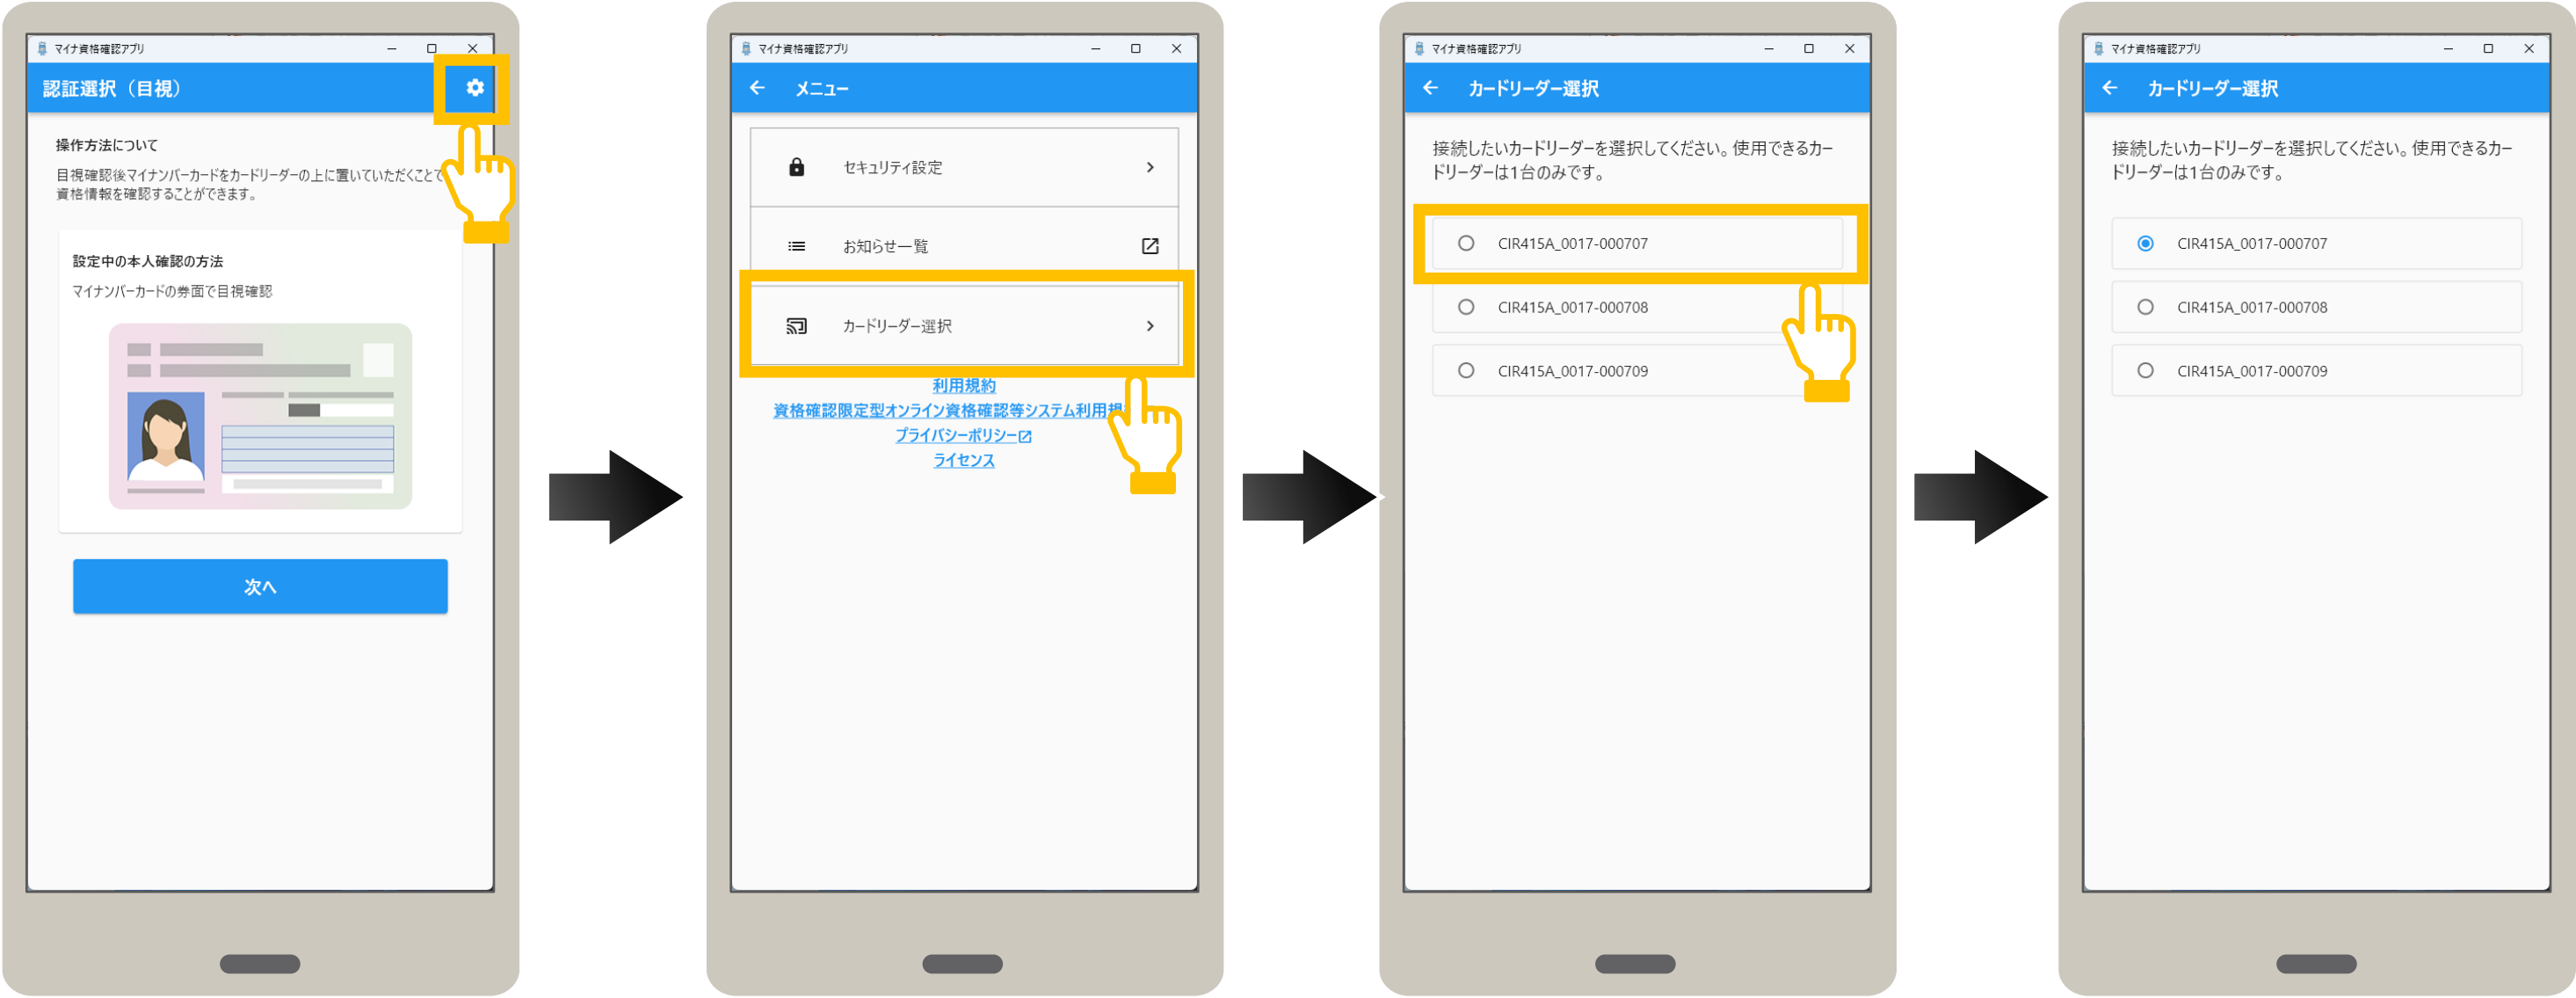 マイナ資格確認アプリ
認証選択（目視）
操作方法について
目視確認後マイナンバーカードをカードリーダーの上に置いていただくことで
資格情報を確認することができます。
設定中の本人確認の方法
マイナンバーカードの券面で目視確認
次へ
マイナ資格確認アプリ
メニュー
セキュリティ設定
お知らせ一覧
カードリーダー選択
利用規約
資格確認限定型オンライン資格確認等システム利用規
プライバシーポリシー
ライセンス
マイナ資格確認アプリ
カードリーダー選択
接続したいカードリーダーを選択してください。使用できるカー
ドリーダーは1台のみです。
CIR415A_0017-000707
CIR415A_0017-000708
CIR415A_0017-000709
マイナ資格確認アプリ
カードリーダー選択
接続したいカードリーダーを選択してください。使用できるカー
ドリーダーは1台のみです。
CIR415A_0017-000707
CIR415A_0017-000708
CIR415A_0017-000709